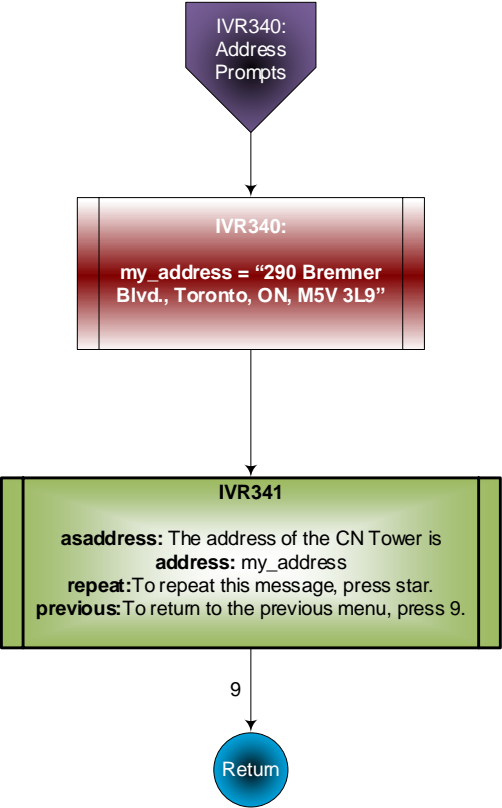 IVR340:
Address
Prompts
IVR340:
my_address = “290 Bremner
Blvd., Toronto, ON, M5V 3L9”
IVR341
asaddress: The address of the CN Tower is
address: my_address
repeat:To repeat this message, press star.
previous:To return to the previous menu, press 9.
9
Return